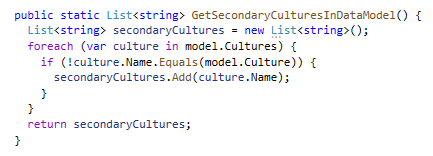 public static List<string> GetSecondaryCulturesInDataModel() {
  List<string> secondaryCultures = new List<string>();
  foreach (var culture in model.Cultures) {
    if (!culture.Name.Equals(model.Culture)) {
      secondaryCultures.Add(culture.Name);
    }
  }
  return secondaryCultures;
}